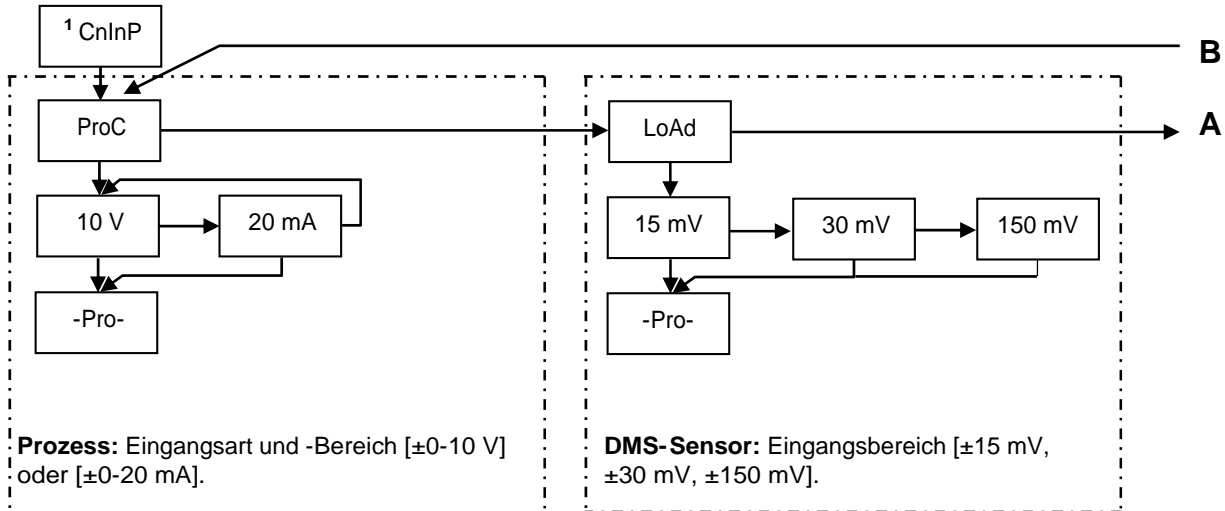 ¹ CnInP
B
ProC
LoAd
A
10 V
20 mA
15 mV
30 mV
150 mV
-Pro-
-Pro-
Prozess: Eingangsart und -Bereich [±0-10 V]
oder [±0-20 mA].
DMS-Sensor: Eingangsbereich [±15 mV,
±30 mV, ±150 mV].